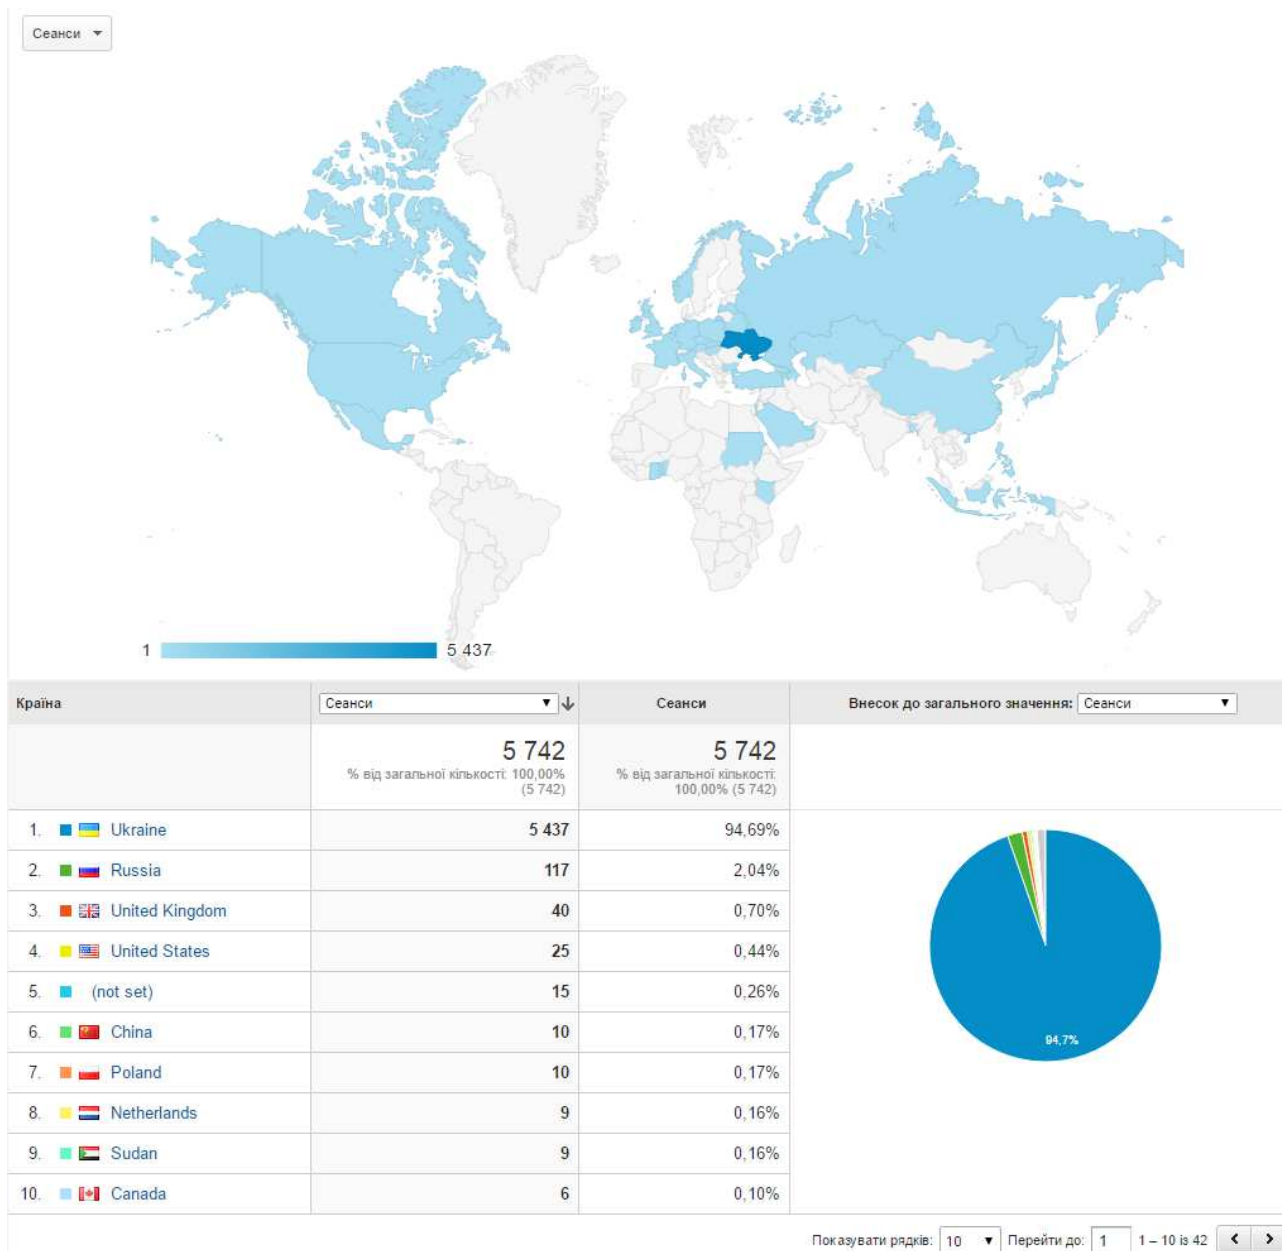 Сеанси
1 5 437
Країна Сеанси Сеанси Внесок до загального значення: Сеанси
5 742 5 742
% від загальної кількості: 100,00% (5 742) % від загальної кількості: 100,00% (5 742)
1. Ukraine 5 437 94,69%
2. Russia 117 2,04%
3. United Kingdom 40 0,70%
4. United States 25 0,44%
5. (not set) 15 0,26%
6. China 10 0,17%
7. Poland 10 0,17%
8. Netherlands 9 0,16%
9. Sudan 9 0,16%
10. Canada 6 0,10%
94,7%
Показувати рядків: 10 Перейти до: 1 1 – 10 із 42